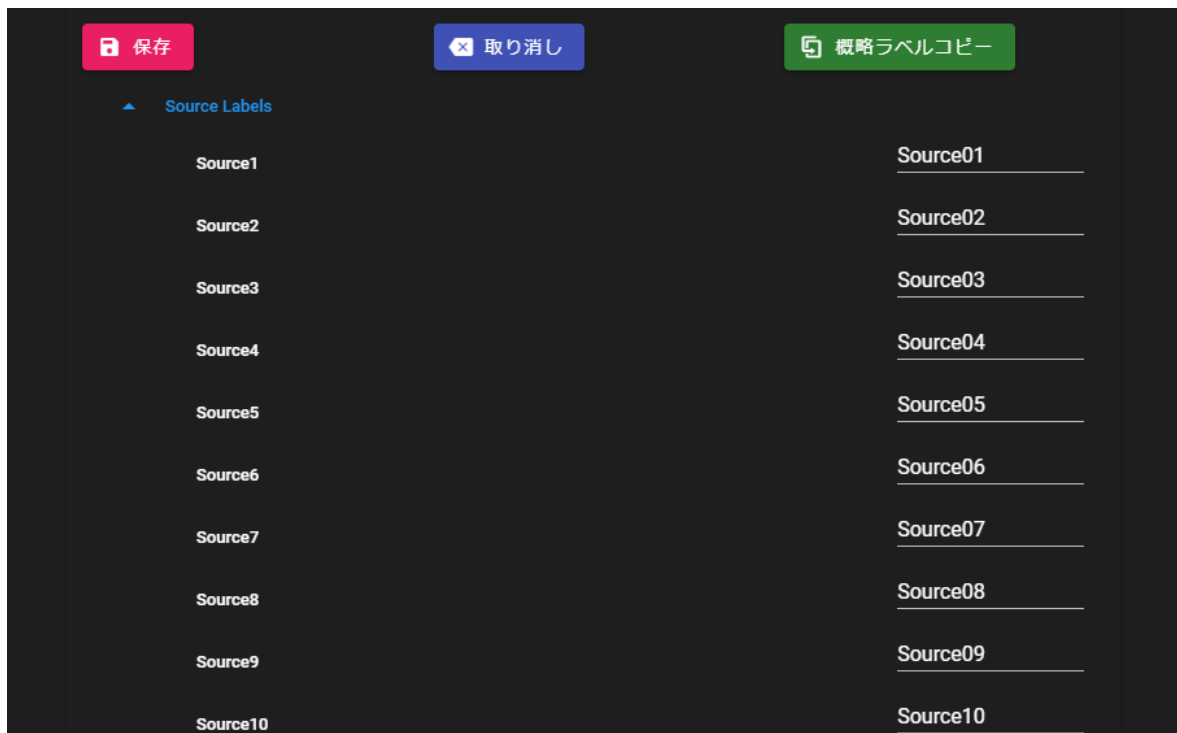 保存 取り消し 概略ラベルコピー
Source Labels
Source1 Source01
Source2 Source02
Source3 Source03
Source4 Source04
Source5 Source05
Source6 Source06
Source7 Source07
Source8 Source08
Source9 Source09
Source10 Source10